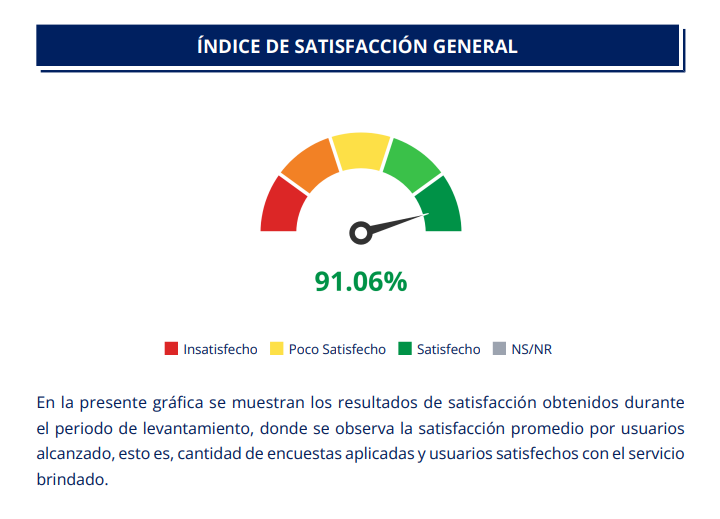 ÍNDICE DE SATISFACCIÓN GENERAL
91.06%
Insatisfecho Poco Satisfecho Satisfecho NS/NR
En la presente gráfica se muestran los resultados de satisfacción obtenidos durante
el periodo de levantamiento, donde se observa la satisfacción promedio por usuarios
alcanzado, esto es, cantidad de encuestas aplicadas y usuarios satisfechos con el servicio
brindado.